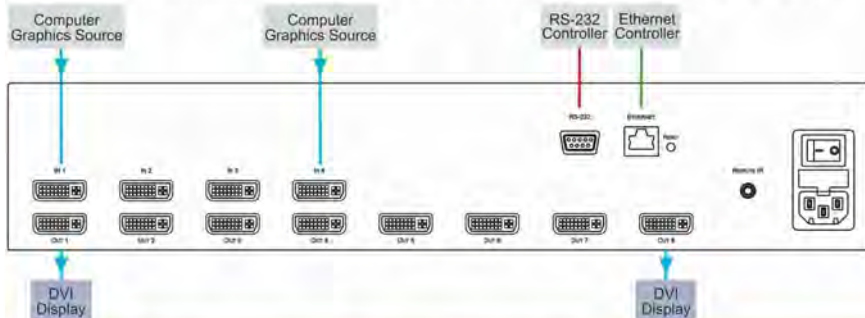 Computer
Graphics Source
Computer
Graphics Source
RS-232
Controller
Ethernet
Controller
RS-232
Ethernet
Reset
IN 1
In 2
In 3
In 4
Remote IR
OUT 1
OUT 2
OUT 3
OUT 4
OUT 5
OUT 6
OUT 7
OUT 8
DVI
Display
DVI
Display